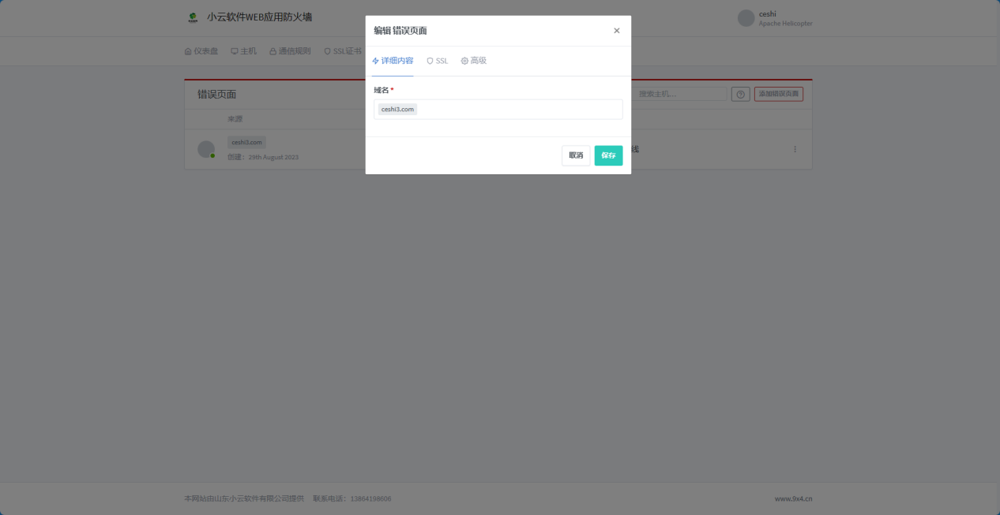 小云软件WEB应用防火墙
ceshi
Apache Helicopter
仪表盘 主机 通信规则 SSL证书
编辑 错误页面
详细内容 SSL 高级
域名*
ceshi3.com
取消 保存
错误页面
搜索主机... 添加错误页面
来源
ceshi3.com
创建: 29th August 2023
线
本网站由山东小云软件有限公司提供 联系电话: 13864198606
www.9x4.cn